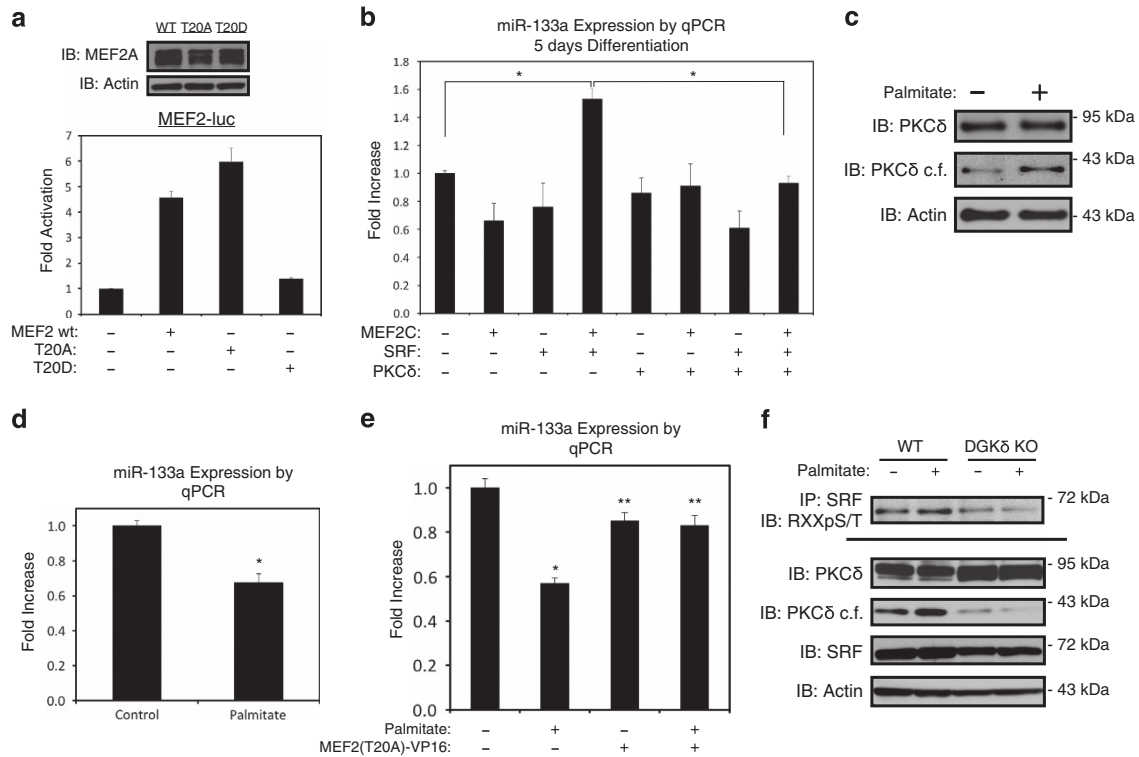 a
WT T20A T20D
IB: MEF2A
IB: Actin
MEF2-luc
Fold Activation
7
6
5
4
3
2
1
0
MEF2 wt: – + – –
T20A: – – + –
T20D: – – – +
b
miR-133a Expression by qPCR
5 days Differentiation
Fold Increase
1.8
1.6
1.4
1.2
1.0
0.8
0.6
0.4
0.2
0.0
* *
MEF2C: – + – + – + – +
SRF: – – + + – – + +
PKCδ: – – – – + + + +
c
Palmitate: – +
IB: PKCδ - 95 kDa
IB: PKCδ c.f. - 43 kDa
IB: Actin - 43 kDa
d
miR-133a Expression by
qPCR
Fold Increase
1.0
0.8
0.6
0.4
0.2
0.0
*
Control Palmitate
e
miR-133a Expression by
qPCR
Fold Increase
1.0
0.8
0.6
0.4
0.2
0.0
* ** **
Palmitate: – + – +
MEF2(T20A)-VP16: – – + +
f
WT DGKδ KO
Palmitate: – + – +
IP: SRF - 72 kDa
IB: RXXpS/T
IB: PKCδ - 95 kDa
IB: PKCδ c.f. - 43 kDa
IB: SRF - 72 kDa
IB: Actin - 43 kDa